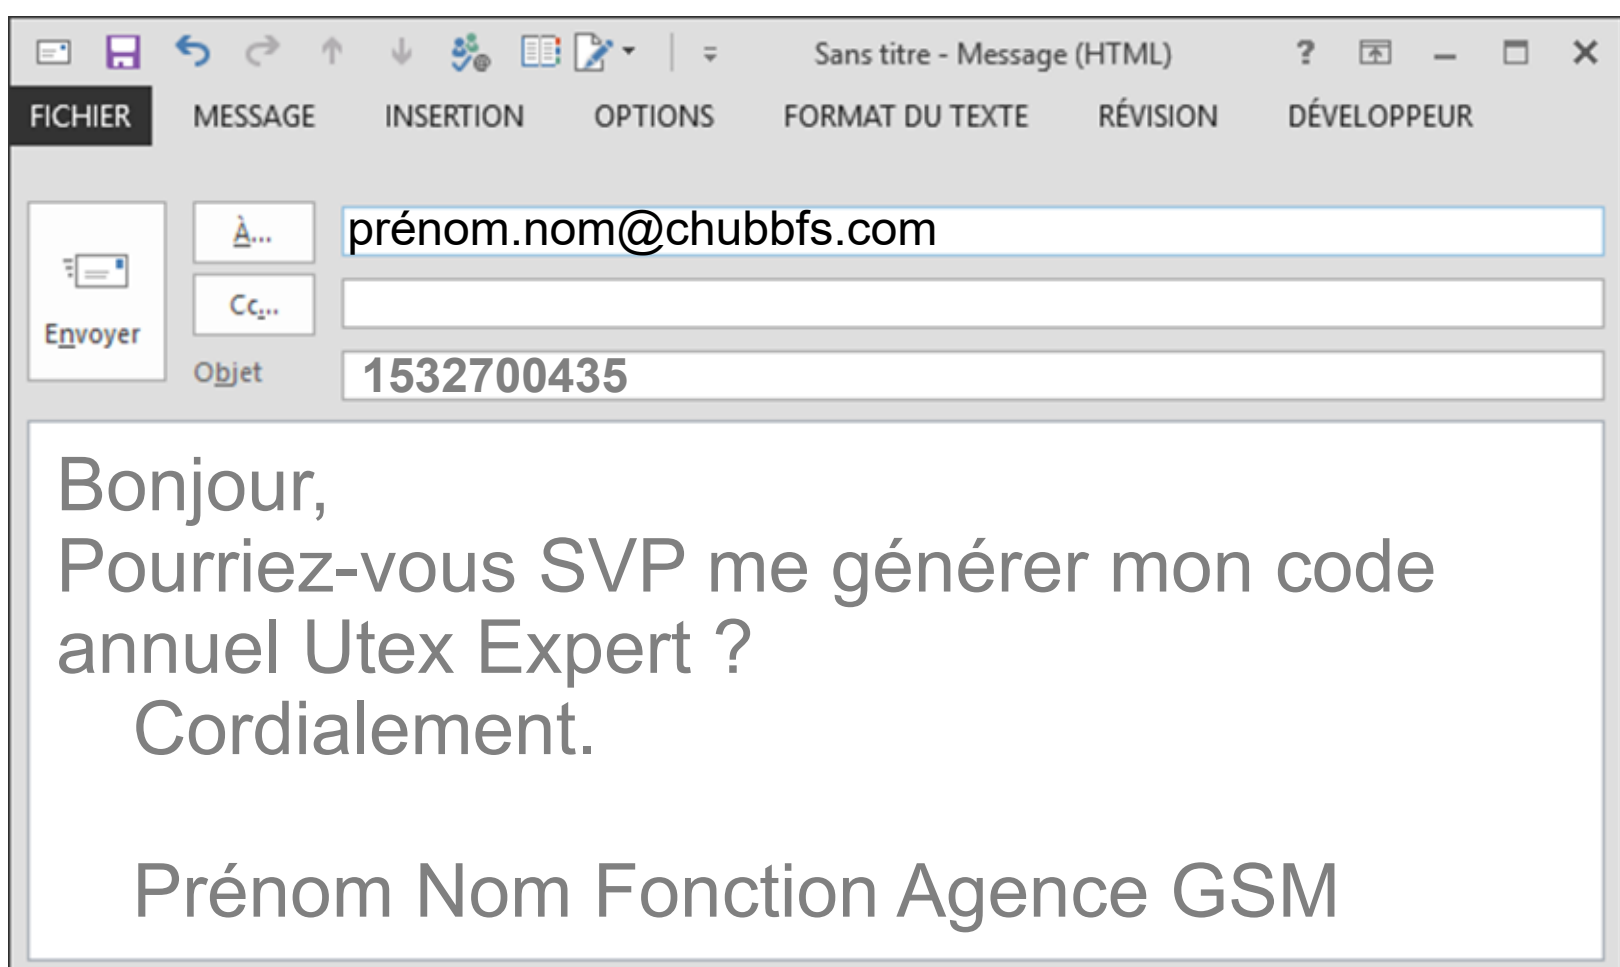 Sans titre - Message (HTML) ?
FICHIER MESSAGE INSERTION OPTIONS FORMAT DU TEXTE RÉVISION DÉVELOPPEUR
À... prénom.nom@chubbfs.com
Cc...
Envoyer
Objet 1532700435
Bonjour,
Pourriez-vous SVP me générer mon code
annuel Utex Expert ?
Cordialement.
Prénom Nom Fonction Agence GSM